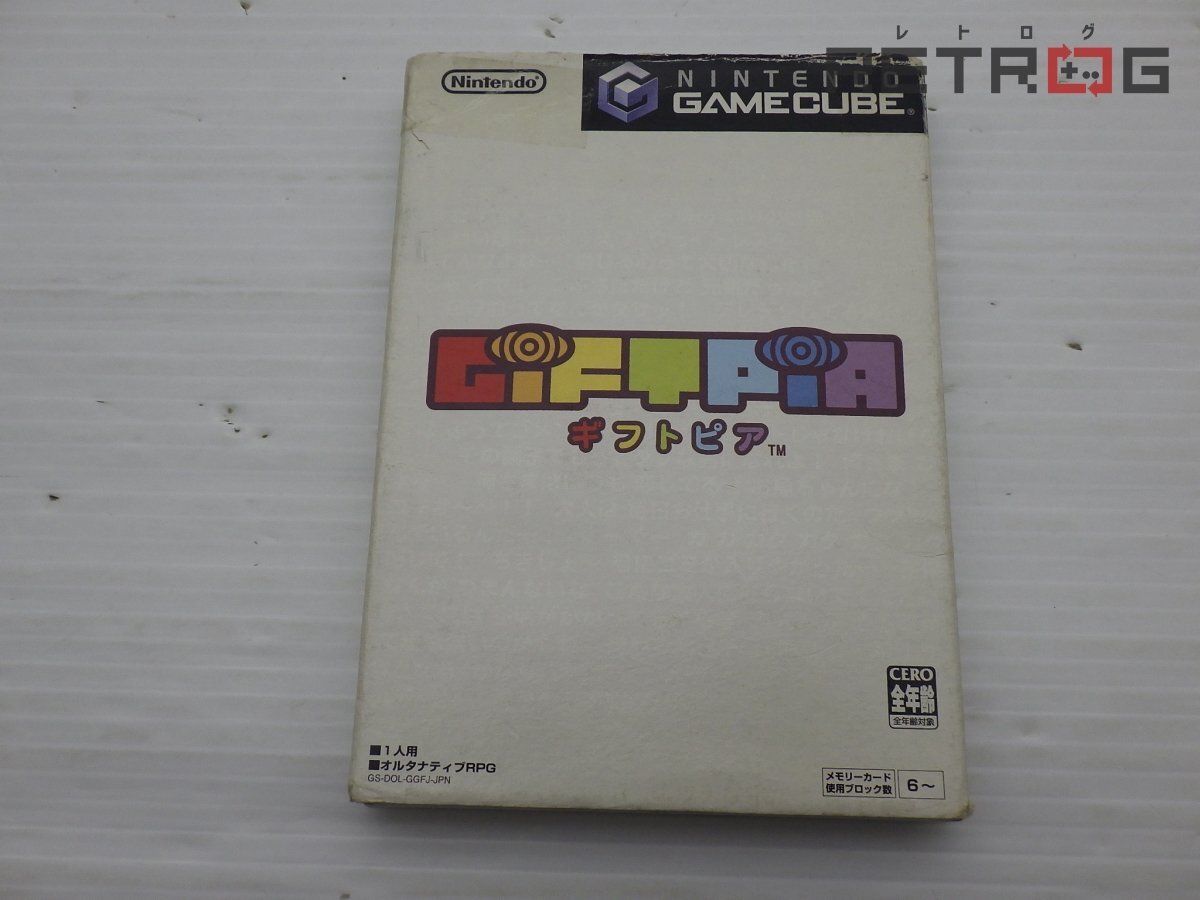 レトログ
RETROG
Nintendo
NINTENDO
GAMECUBE®
GiFTPiA
ギフトピア™
CERO
全年齢
全年齢対象
■1人用
■オルタナティブRPG
GS-DOL-GGFJ-JPN
メモリーカード
使用ブロック数
6~